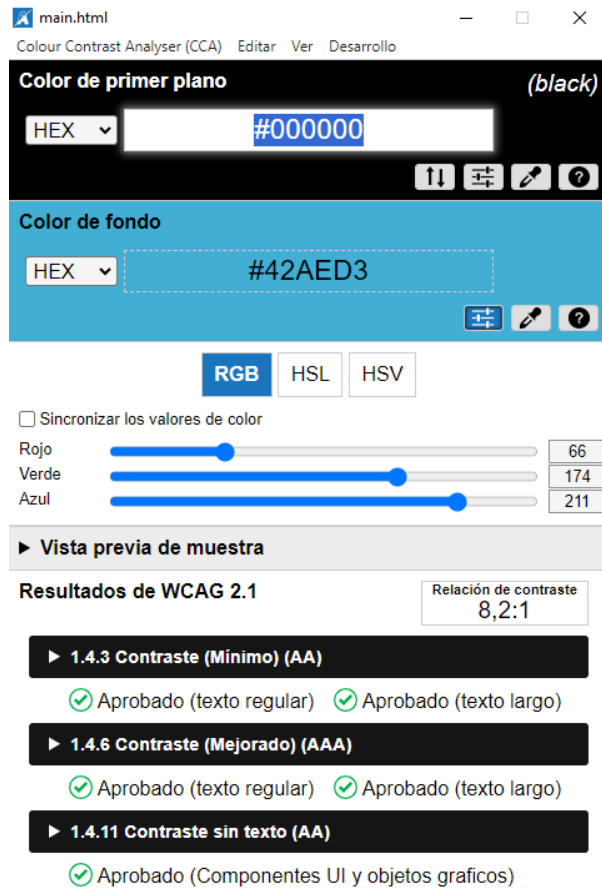 main.html
Colour Contrast Analyser (CCA) Editar Ver Desarrollo
Color de primer plano (black)
HEX #000000
Color de fondo
HEX #42AED3
RGB HSL HSV
Sincronizar los valores de color
Rojo 66
Verde 174
Azul 211
Vista previa de muestra
Resultados de WCAG 2.1
Relación de contraste
8,2:1
1.4.3 Contraste (Mínimo) (AA)
Aprobado (texto regular) Aprobado (texto largo)
1.4.6 Contraste (Mejorado) (AAA)
Aprobado (texto regular) Aprobado (texto largo)
1.4.11 Contraste sin texto (AA)
Aprobado (Componentes UI y objetos graficos)